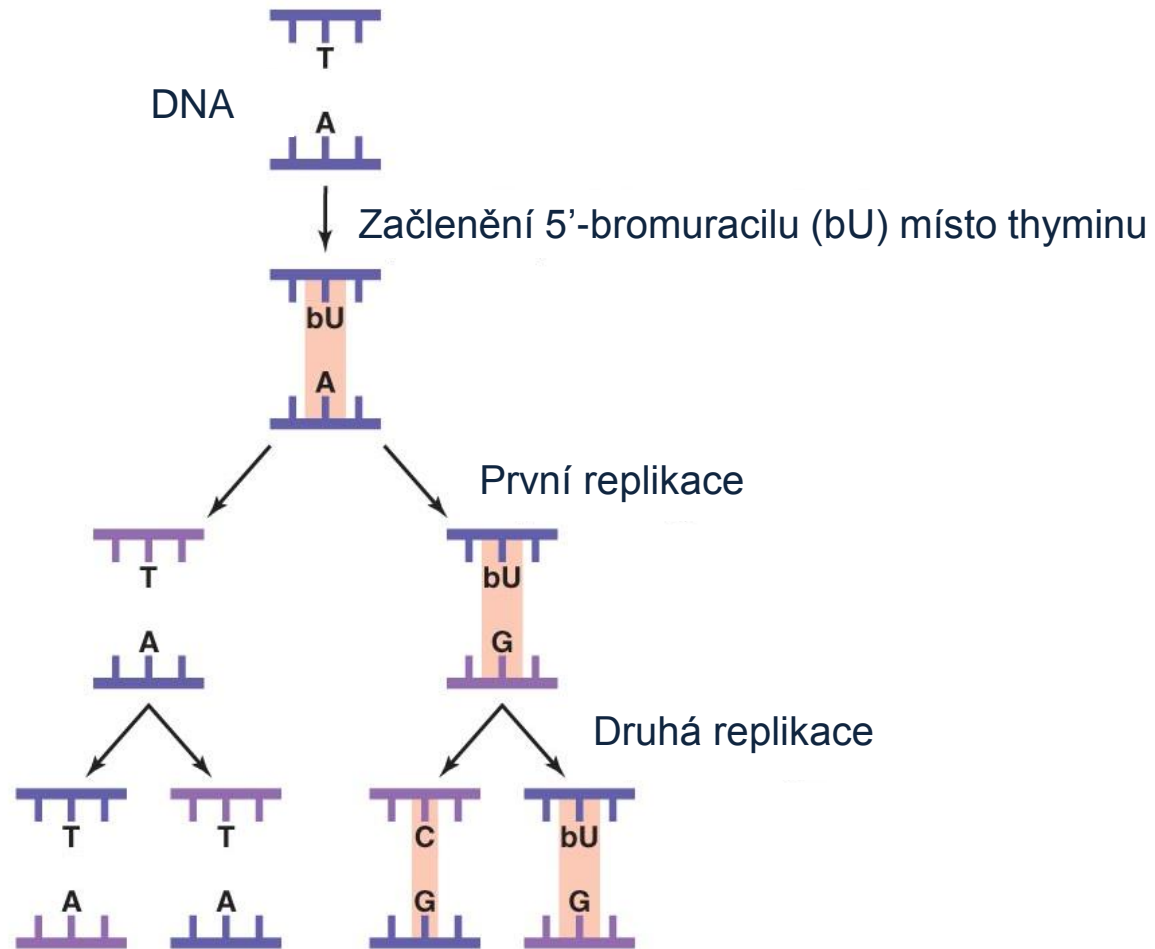 T
DNA
A
Začlenění 5’-bromuracilu (bU) místo thyminu
bU
A
První replikace
T
bU
A
G
Druhá replikace
T
T
C
bU
A
A
G
G